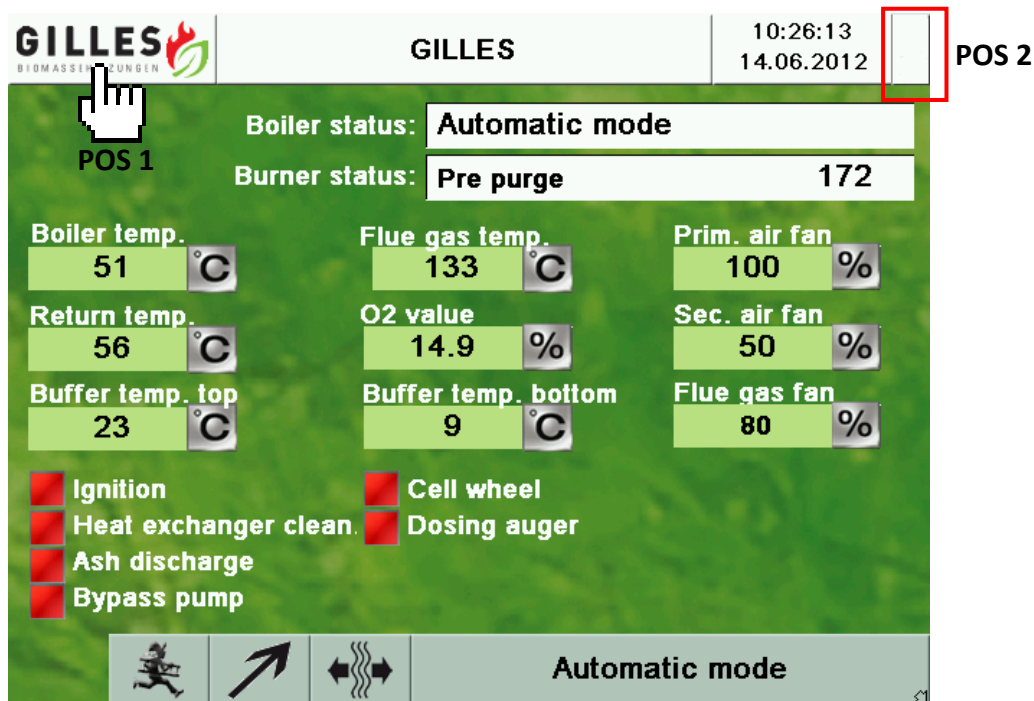 GILLES
BIOMASSEHEIZUNGEN
GILLES
10:26:13
14.06.2012
POS 2
POS 1
Boiler status: Automatic mode
Burner status: Pre purge 172
Boiler temp. Flue gas temp. Prim. air fan
51 °C 133 °C 100 %
Return temp. O2 value Sec. air fan
56 °C 14.9 % 50 %
Buffer temp. top Buffer temp. bottom Flue gas fan
23 °C 9 °C 80 %
Ignition Cell wheel
Heat exchanger clean. Dosing auger
Ash discharge
Bypass pump
Automatic mode